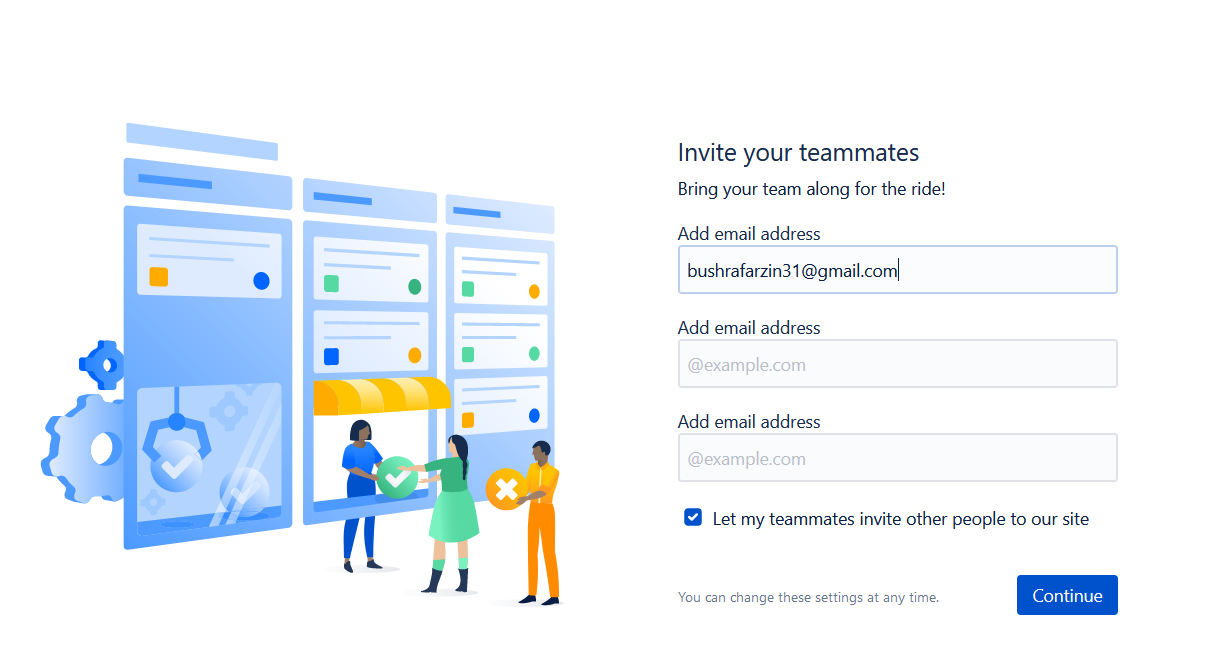 Invite your teammates
Bring your team along for the ride!
Add email address
bushrafarzin31@gmail.com
Add email address
@example.com
Add email address
@example.com
Let my teammates invite other people to our site
You can change these settings at any time.
Continue